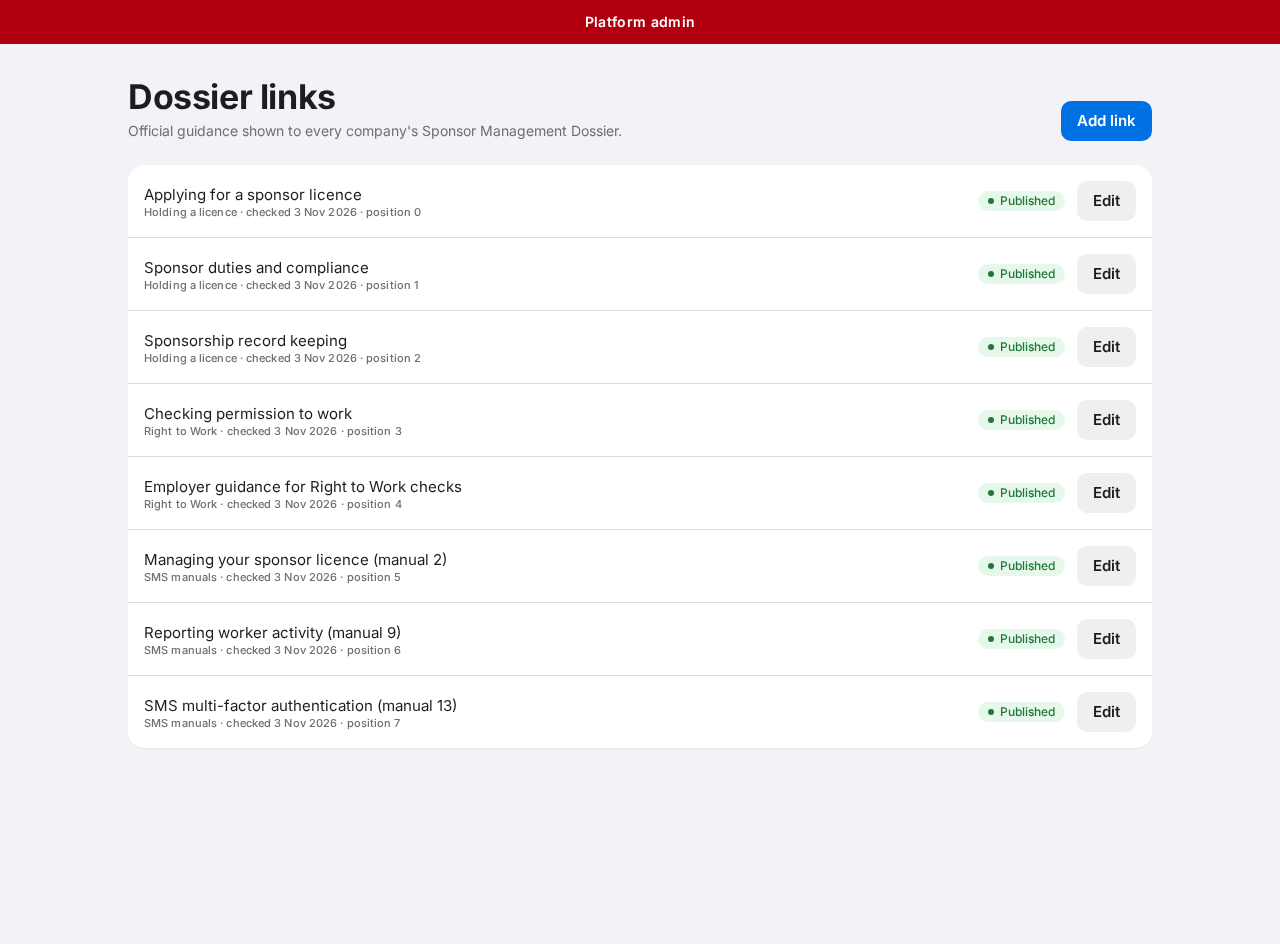 Platform admin
Dossier links
Official guidance shown to every company's Sponsor Management Dossier.
Add link
Applying for a sponsor licence
Holding a licence · checked 3 Nov 2026 · position 0
Published
Edit
Sponsor duties and compliance
Holding a licence · checked 3 Nov 2026 · position 1
Published
Edit
Sponsorship record keeping
Holding a licence · checked 3 Nov 2026 · position 2
Published
Edit
Checking permission to work
Right to Work · checked 3 Nov 2026 · position 3
Published
Edit
Employer guidance for Right to Work checks
Right to Work · checked 3 Nov 2026 · position 4
Published
Edit
Managing your sponsor licence (manual 2)
SMS manuals · checked 3 Nov 2026 · position 5
Published
Edit
Reporting worker activity (manual 9)
SMS manuals · checked 3 Nov 2026 · position 6
Published
Edit
SMS multi-factor authentication (manual 13)
SMS manuals · checked 3 Nov 2026 · position 7
Published
Edit